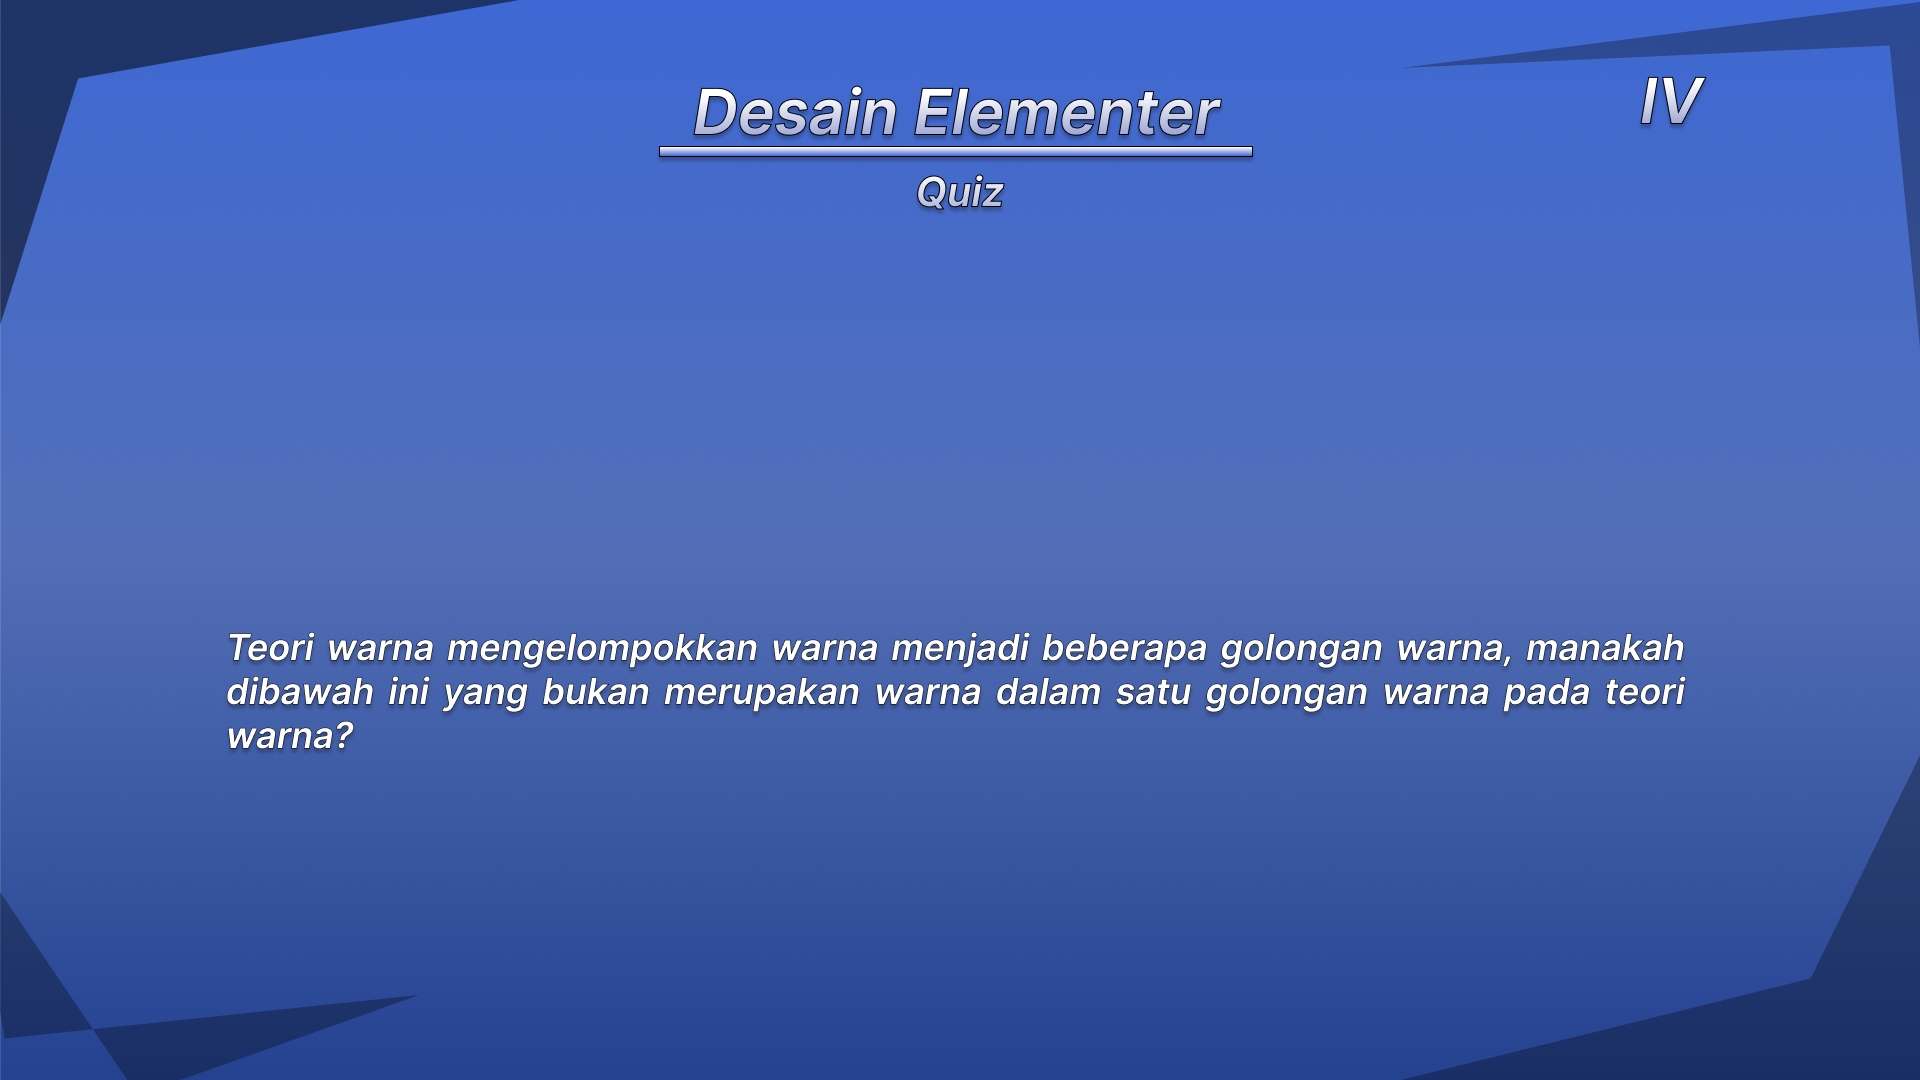 Desain Elementer
IV
Quiz
Teori warna mengelompokkan warna menjadi beberapa golongan warna, manakah
dibawah ini yang bukan merupakan warna dalam satu golongan warna pada teori
warna?